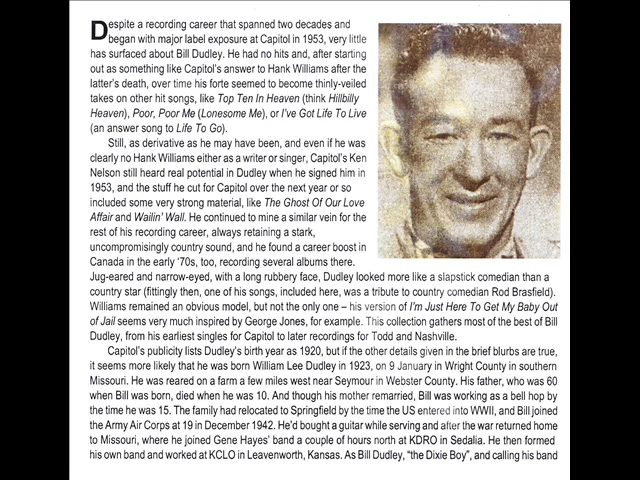 Despite a recording career that spanned two decades and
began with major label exposure at Capitol in 1953, very little
has surfaced about Bill Dudley. He had no hits and, after starting
out as something like Capitol's answer to Hank Williams after the
latter's death, over time his forte seemed to become thinly-veiled
takes on other hit songs, like Top Ten In Heaven (think Hillbilly
Heaven), Poor, Poor Me (Lonesome Me), or I've Got Life To Live
(an answer song to Life To Go).
Still, as derivative as he may have been, and even if he was
clearly no Hank Williams either as a writer or singer, Capitol's Ken
Nelson still heard real potential in Dudley when he signed him in
1953, and the stuff he cut for Capitol over the next year or so
included some very strong material, like The Ghost Of Our Love
Affair and Wailin' Wall. He continued to mine a similar vein for the
rest of his recording career, always retaining a stark,
uncompromisingly country sound, and he found a career boost in
Canada in the early '70s, too, recording several albums there.
Jug-eared and narrow-eyed, with a long rubbery face, Dudley looked more like a slapstick comedian than a
country star (fittingly then, one of his songs, included here, was a tribute to country comedian Rod Brasfield).
Williams remained an obvious model, but not the only one – his version of I'm Just Here To Get My Baby Out
of Jail seems very much inspired by George Jones, for example. This collection gathers most of the best of Bill
Dudley, from his earliest singles for Capitol to later recordings for Todd and Nashville.
Capitol's publicity lists Dudley's birth year as 1920, but if the other details given in the brief blurbs are true,
it seems more likely that he was born William Lee Dudley in 1923, on 9 January in Wright County in southern
Missouri. He was reared on a farm a few miles west near Seymour in Webster County. His father, who was 60
when Bill was born, died when he was 10. And though his mother remarried, Bill was working as a bell hop by
the time he was 15. The family had relocated to Springfield by the time the US entered into WWII, and Bill joined
the Army Air Corps at 19 in December 1942. He'd bought a guitar while serving and after the war returned home
to Missouri, where he joined Gene Hayes' band a couple of hours north at KDRO in Sedalia. He then formed
his own band and worked at KCLO in Leavenworth, Kansas. As Bill Dudley, "the Dixie Boy", and calling his band